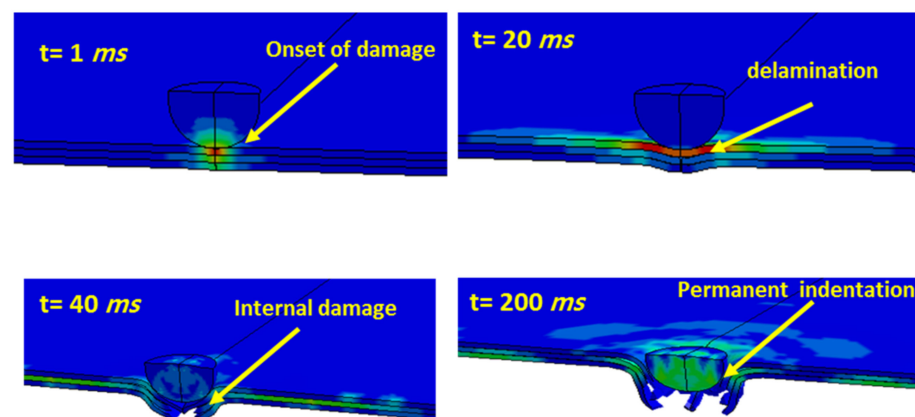 t= 1 ms
Onset of damage
t= 20 ms
delamination
t= 40 ms
Internal damage
t= 200 ms
Permanent indentation